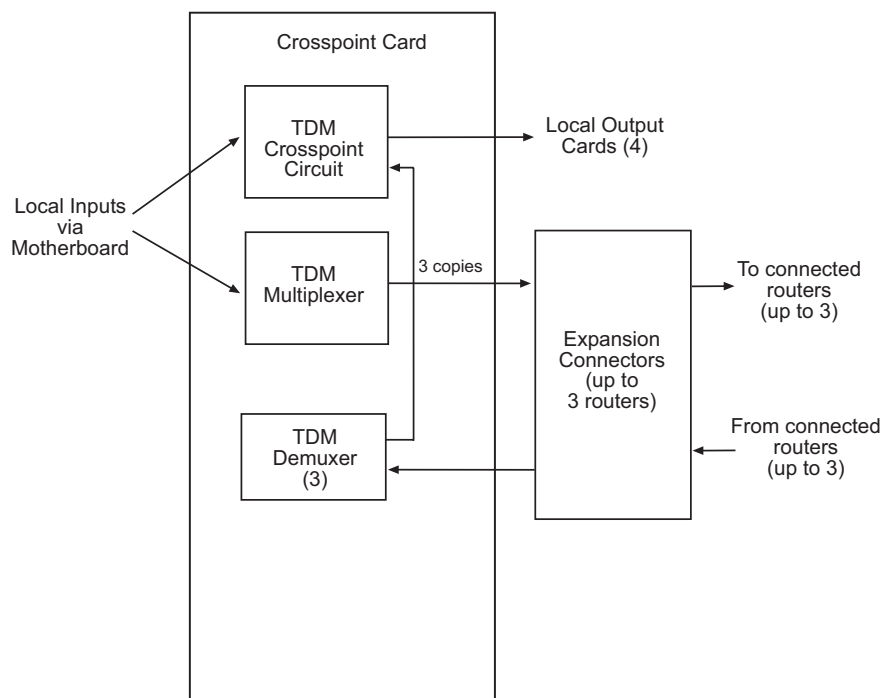 Crosspoint Card
TDM
Crosspoint
Circuit
Local Output
Cards (4)
Local Inputs
via
Motherboard
TDM
Multiplexer
3 copies
To connected
routers
(up to 3)
Expansion
Connectors
(up to
3 routers)
TDM
Demuxer
(3)
From connected
routers
(up to 3)